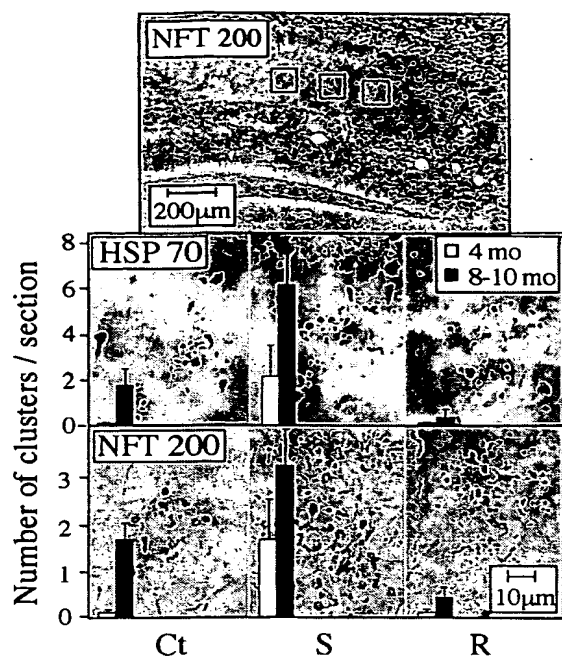 NFT 200
200µm
8
HSP 70
□ 4 mo
■ 8-10 mo
6
4
2
0
NFT 200
3
2
1
0
10µm
Number of clusters / section
Ct S R